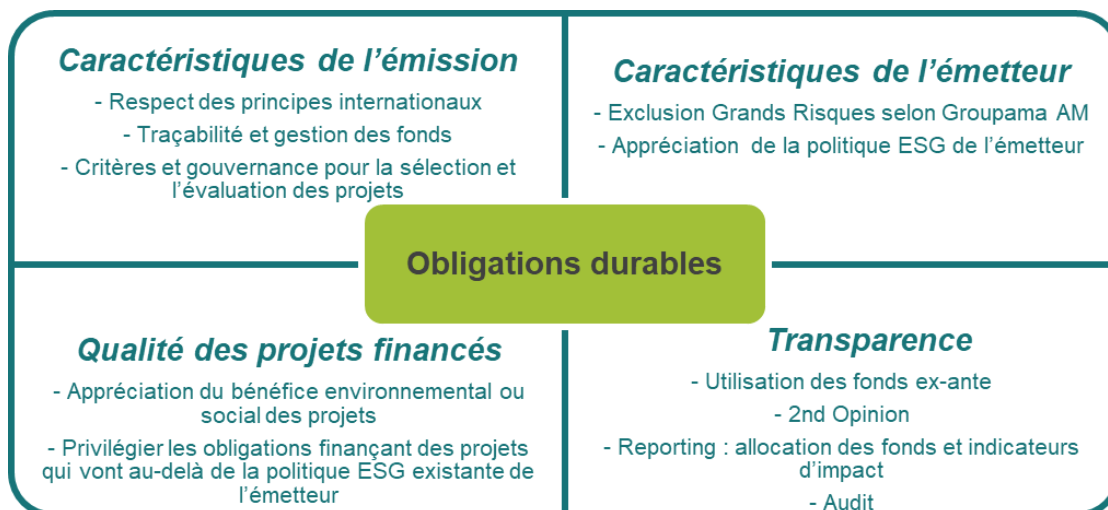 Caractéristiques de l’émission
- Respect des principes internationaux
- Traçabilité et gestion des fonds
- Critères et gouvernance pour la sélection et
l’évaluation des projets
Caractéristiques de l’émetteur
- Exclusion Grands Risques selon Groupama AM
- Appréciation de la politique ESG de l’émetteur
Obligations durables
Qualité des projets financés
- Appréciation du bénéfice environnemental ou
social des projets
- Privilégier les obligations finançant des projets
qui vont au-delà de la politique ESG existante de
l’émetteur
Transparence
- Utilisation des fonds ex-ante
- 2nd Opinion
- Reporting : allocation des fonds et indicateurs
d’impact
- Audit